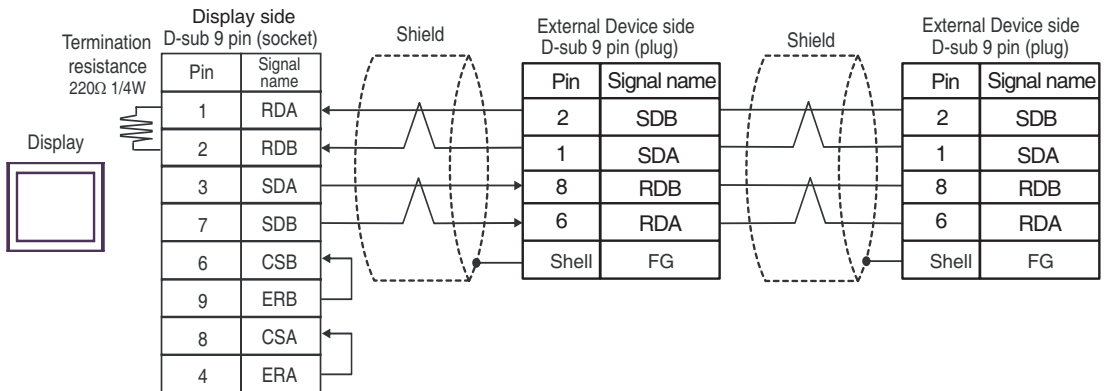 Display side
D-sub 9 pin (socket)
Termination
resistance
220Ω 1/4W
Display
Pin Signal name
1 RDA
2 RDB
3 SDA
7 SDB
6 CSB
9 ERB
8 CSA
4 ERA
Shield
External Device side
D-sub 9 pin (plug)
Pin Signal name
2 SDB
1 SDA
8 RDB
6 RDA
Shell FG
Shield
External Device side
D-sub 9 pin (plug)
Pin Signal name
2 SDB
1 SDA
8 RDB
6 RDA
Shell FG